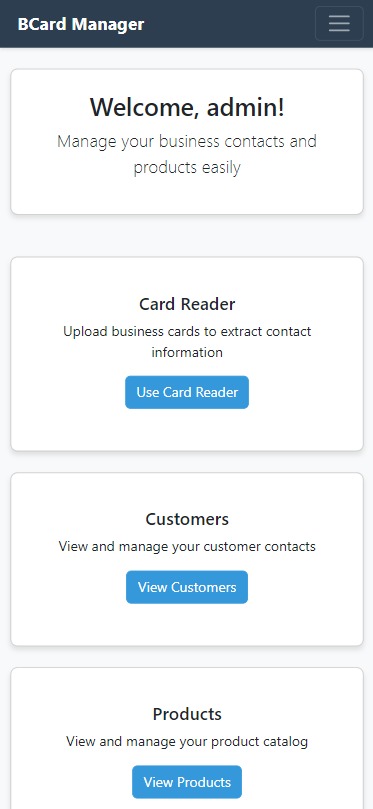 BCard Manager
Welcome, admin!
Manage your business contacts and
products easily
Card Reader
Upload business cards to extract contact
information
Use Card Reader
Customers
View and manage your customer contacts
View Customers
Products
View and manage your product catalog
View Products